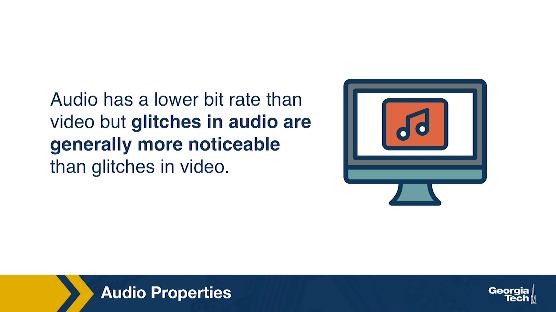 Audio has a lower bit rate than
video but glitches in audio are
generally more noticeable
than glitches in video.
Audio Properties
Georgia
Tech